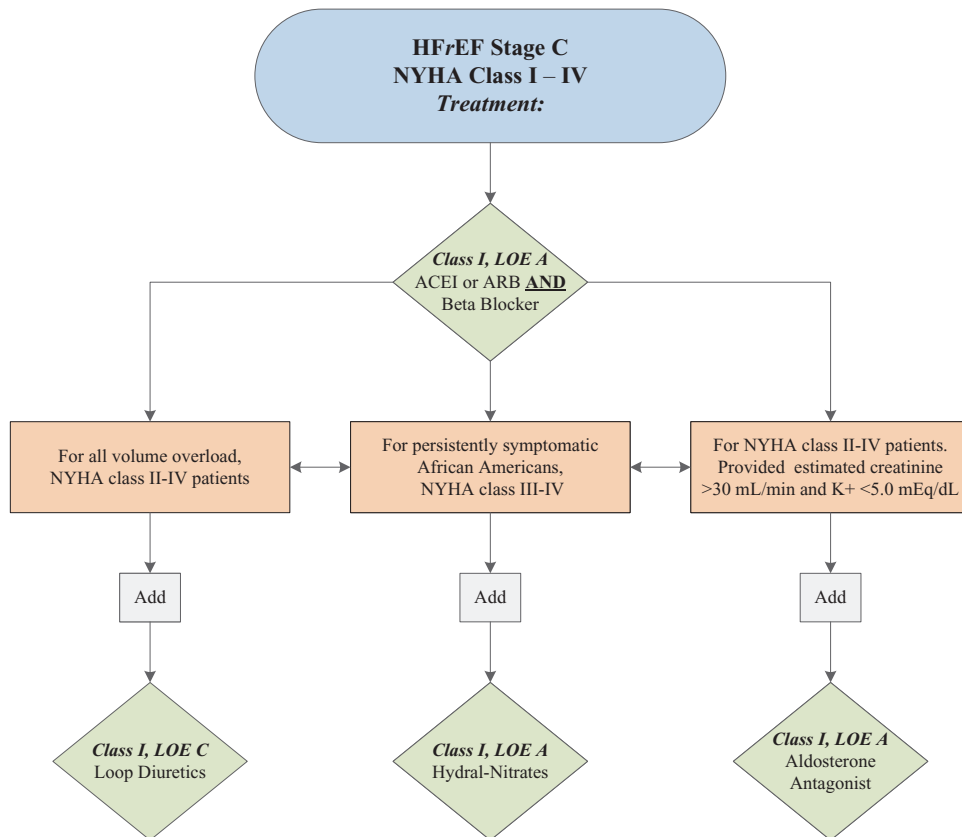 HFrEF Stage C
NYHA Class I – IV
Treatment:
Class I, LOE A
ACEI or ARB AND
Beta Blocker
For all volume overload,
NYHA class II-IV patients
For persistently symptomatic
African Americans,
NYHA class III-IV
For NYHA class II-IV patients.
Provided estimated creatinine
>30 mL/min and K+ <5.0 mEq/dL
Add
Add
Add
Class I, LOE C
Loop Diuretics
Class I, LOE A
Hydral-Nitrates
Class I, LOE A
Aldosterone
Antagonist